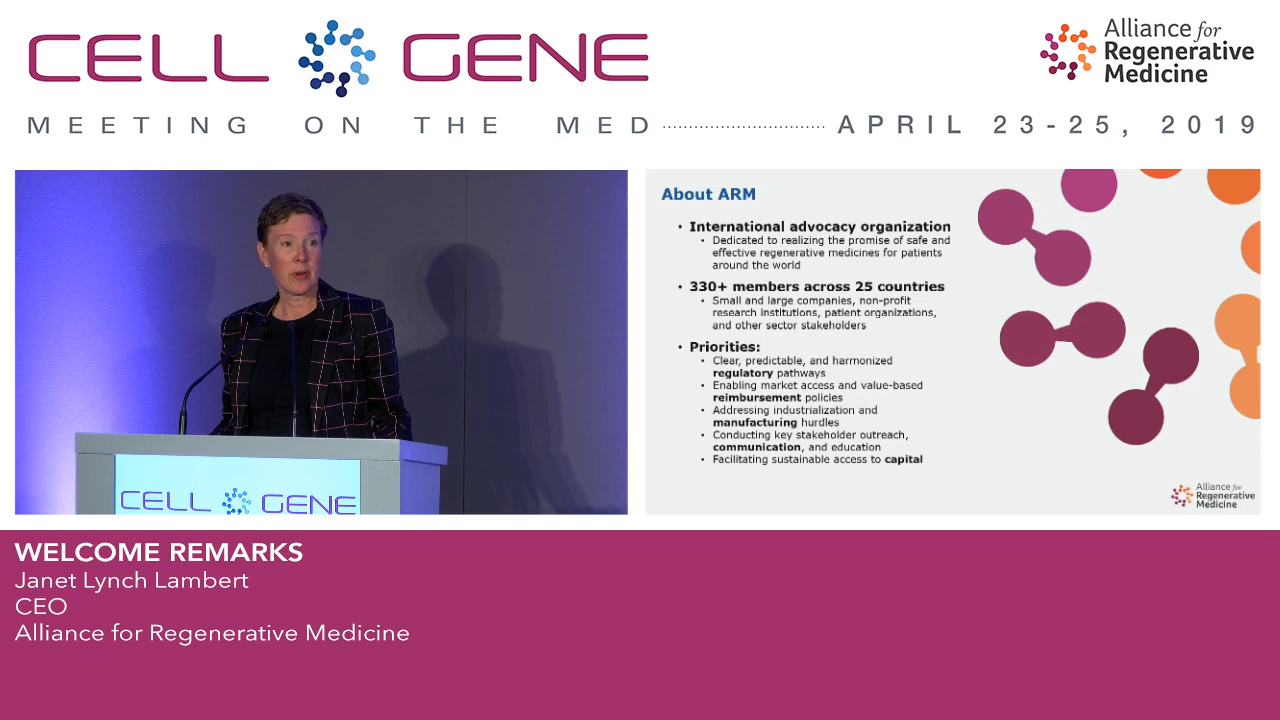 CELL GENE
Alliance for
Regenerative
Medicine
MEETING ON THE MED APRIL 23-25, 2019
About ARM
• International advocacy organization
• Dedicated to realizing the promise of safe and
effective regenerative medicines for patients
around the world
• 330+ members across 25 countries
• Small and large companies, non-profit
research institutions, patient organizations,
and other sector stakeholders
• Priorities:
• Clear, predictable, and harmonized
regulatory pathways
• Enabling market access and value-based
reimbursement policies
• Addressing industrialization and
manufacturing hurdles
• Conducting key stakeholder outreach,
communication, and education
• Facilitating sustainable access to capital
Alliance for
Regenerative
Medicine
CELL GENE
WELCOME REMARKS
Janet Lynch Lambert
CEO
Alliance for Regenerative Medicine